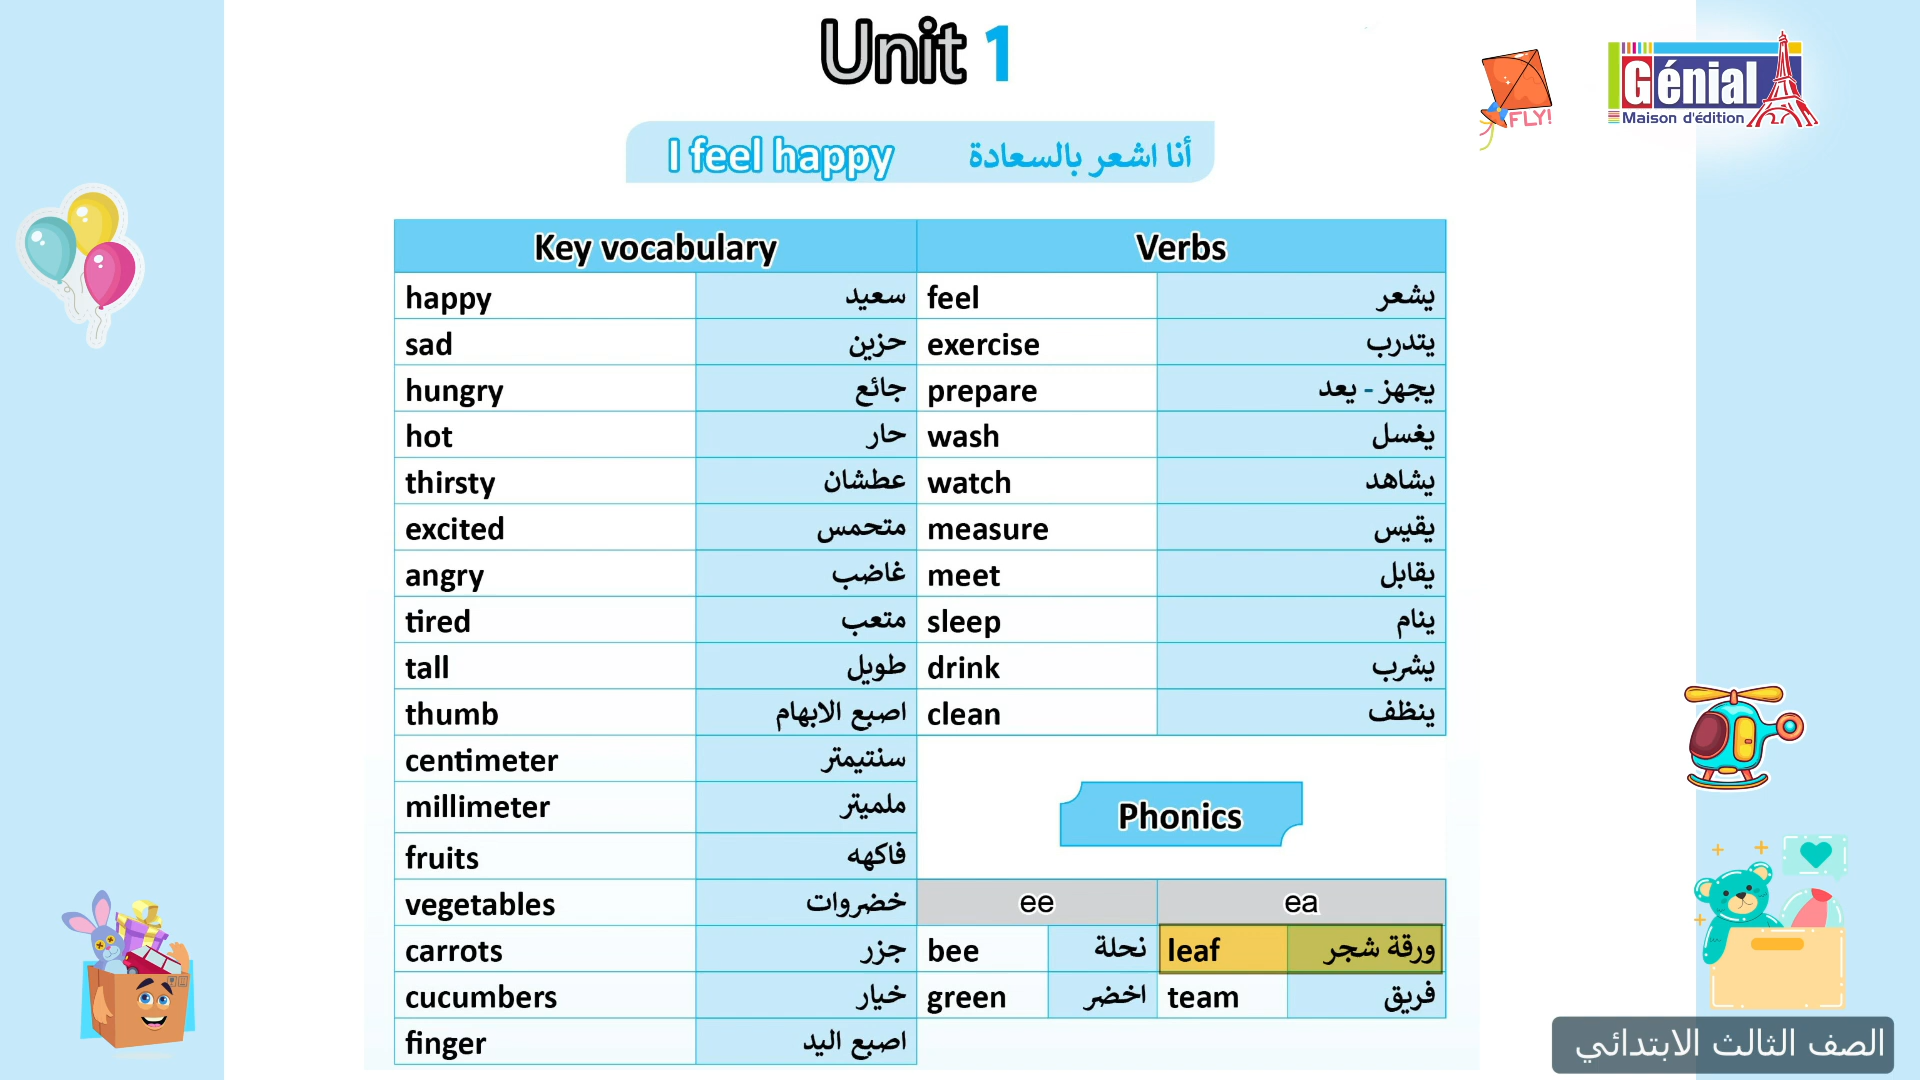 Unit 1
FLY!
Génial
Maison d'édition
I feel happy أنا اشعر بالسعادة
Key vocabulary Verbs
happy سعيد feel يشعر
sad حزين exercise يتدرب
hungry جائع prepare يجهز - يعد
hot حار wash يغسل
thirsty عطشان watch يشاهد
excited متحمس measure يقيس
angry غاضب meet يقابل
tired متعب sleep ينام
tall طويل drink يشرب
thumb اصبع الابهام clean ينظف
centimeter سنتيمتر
millimeter ملميتر
Phonics
fruits فاكهه
vegetables خضروات ee ea
carrots جزر bee نحلة leaf ورقة شجر
cucumbers خيار green اخضر team فريق
finger اصبع اليد
الصف الثالث الابتدائي